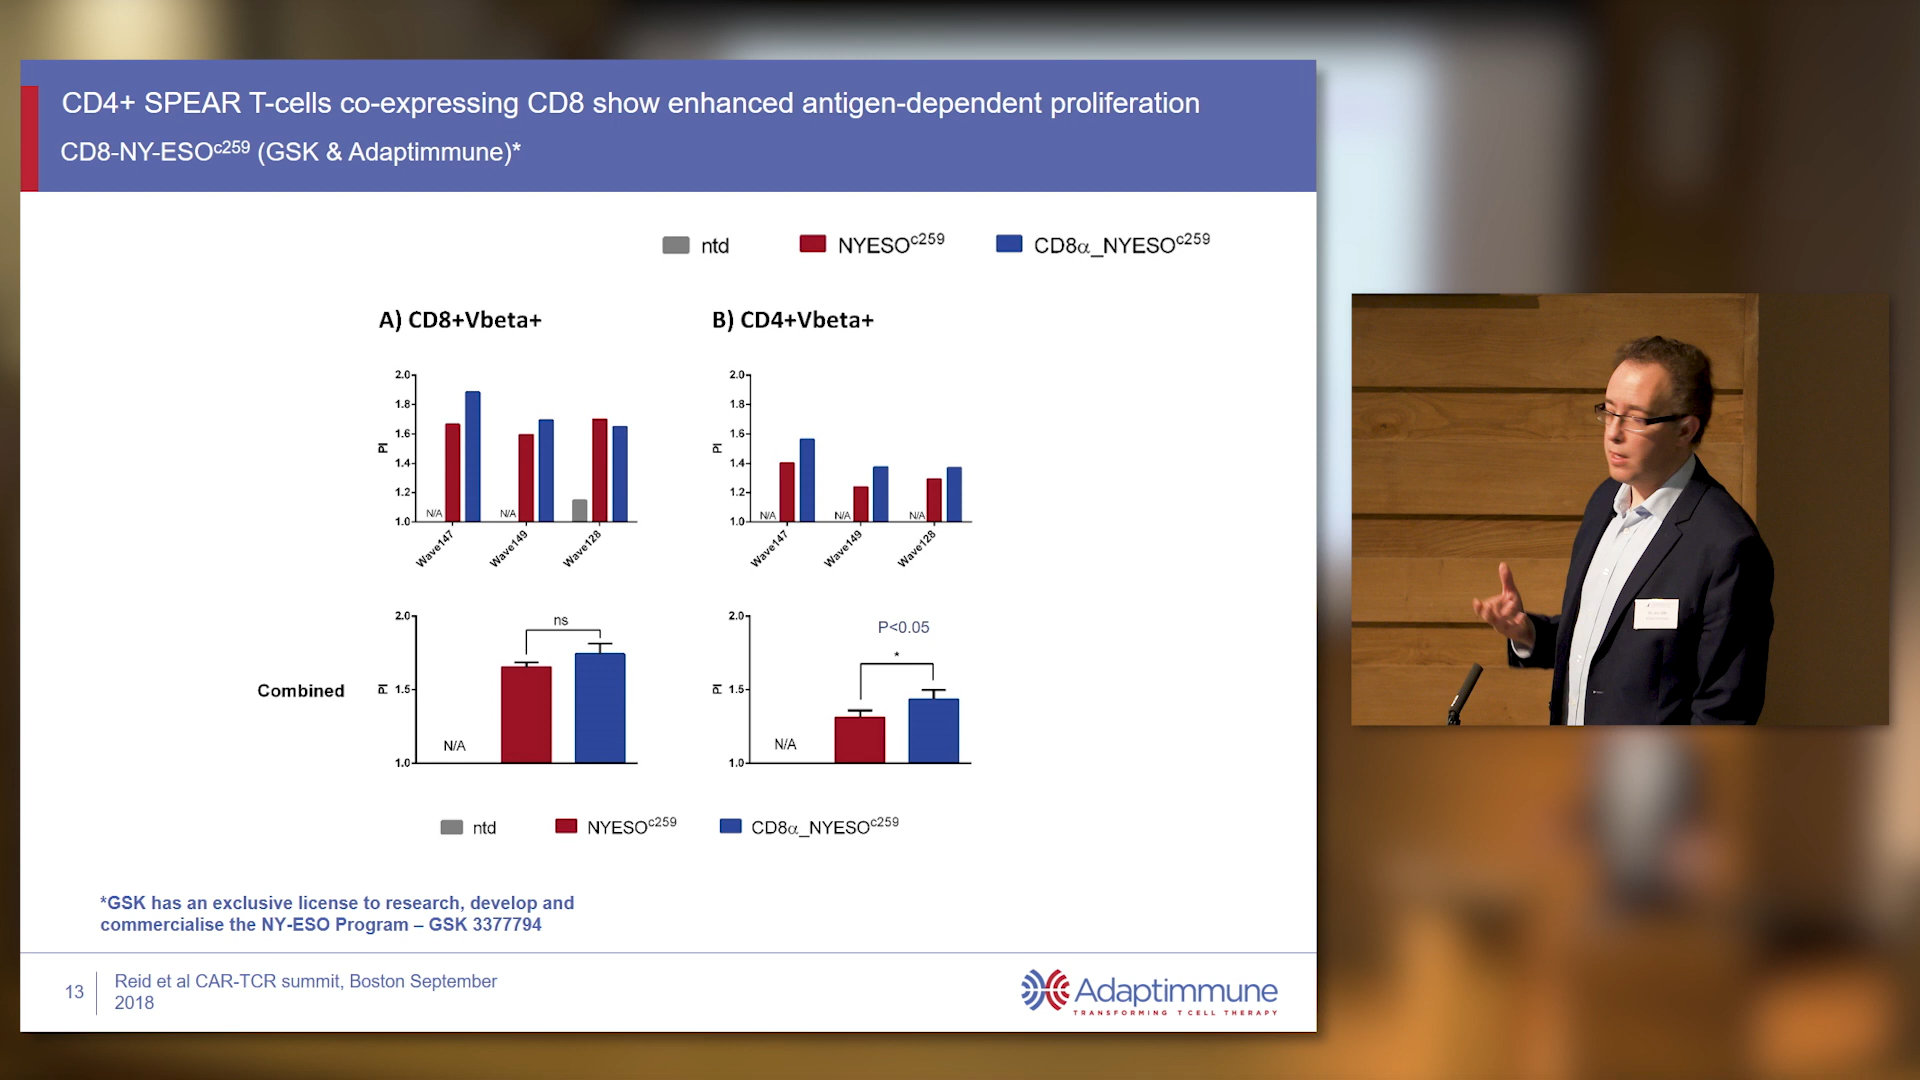 CD4+ SPEAR T-cells co-expressing CD8 show enhanced antigen-dependent proliferation
CD8-NY-ESOc259 (GSK & Adaptimmune)*
ntd NYESOc259 CD8α_NYESOc259
A) CD8+Vbeta+
B) CD4+Vbeta+
2.0
1.8
1.6
1.4
1.2
1.0
PI
N/A
N/A
Wave147
Wave149
Wave128
2.0
1.8
1.6
1.4
1.2
1.0
PI
N/A
N/A
N/A
Wave147
Wave149
Wave128
Combined
2.0
1.5
1.0
PI
ns
N/A
2.0
1.5
1.0
PI
P<0.05
*
N/A
ntd NYESOc259 CD8α_NYESOc259
*GSK has an exclusive license to research, develop and
commercialise the NY-ESO Program – GSK 3377794
13
Reid et al CAR-TCR summit, Boston September
2018
Adaptimmune
TRANSFORMING T CELL THERAPY